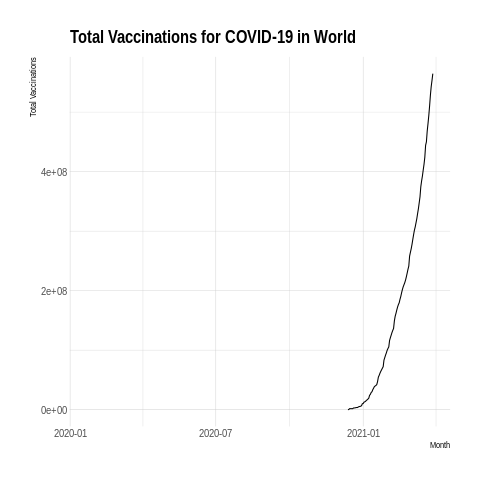 Total Vaccinations for COVID-19 in World
Total Vaccinations
4e+08
2e+08
0e+00
2020-01
2020-07
2021-01
Month